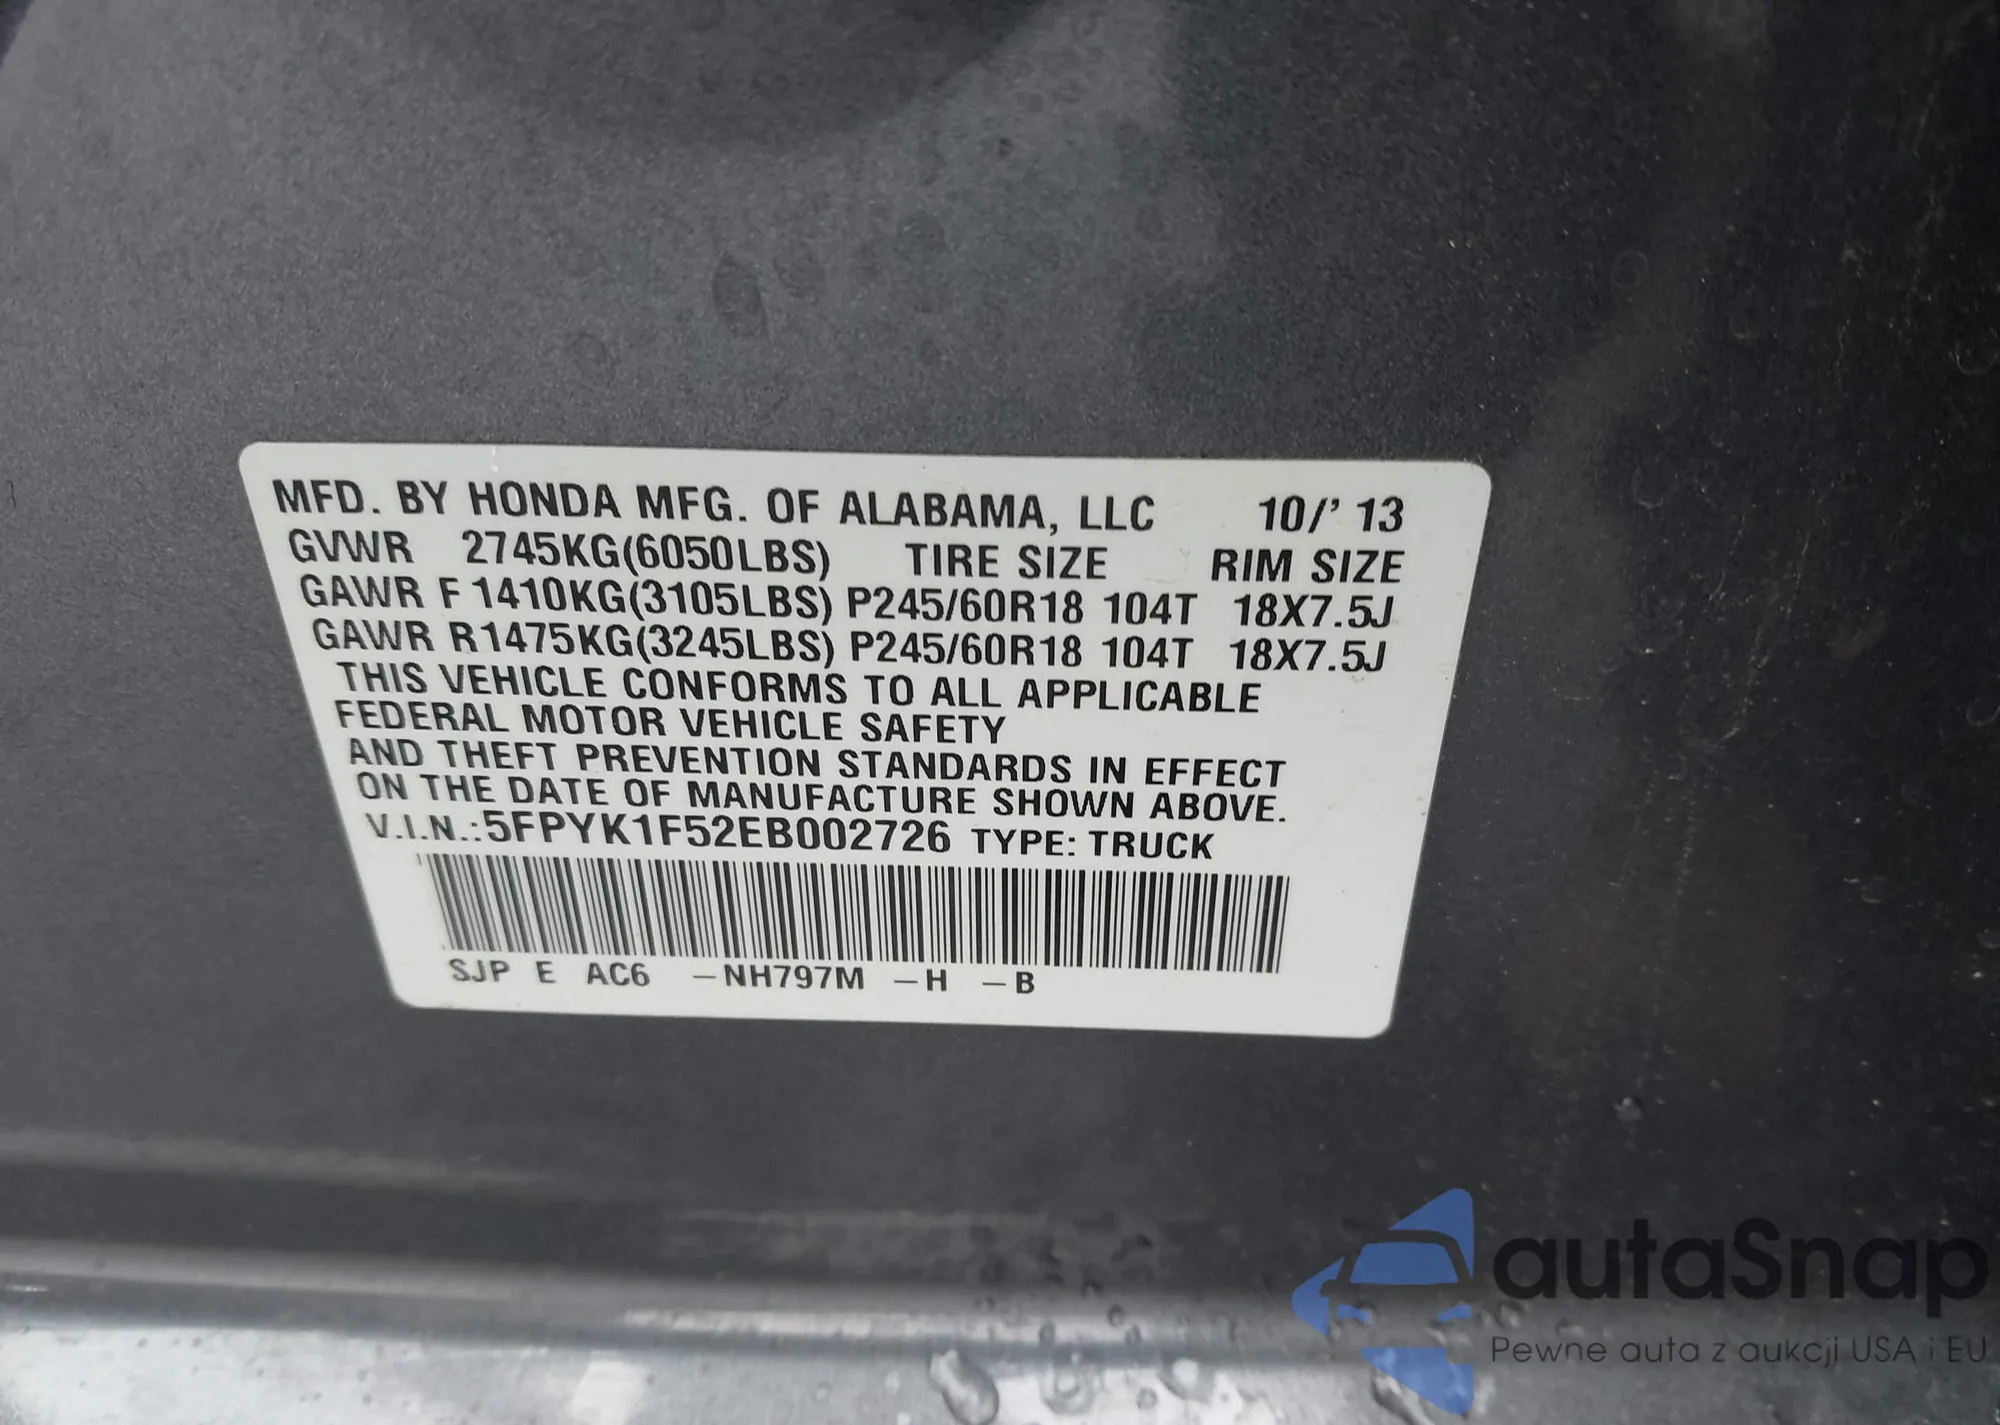 MFD. BY HONDA MFG. OF ALABAMA, LLC 10/' 13
GVWR 2745KG(6050LBS) TIRE SIZE RIM SIZE
GAWR F 1410KG(3105LBS) P245/60R18 104T 18X7.5J
GAWR R1475KG(3245LBS) P245/60R18 104T 18X7.5J
THIS VEHICLE CONFORMS TO ALL APPLICABLE
FEDERAL MOTOR VEHICLE SAFETY
AND THEFT PREVENTION STANDARDS IN EFFECT
ON THE DATE OF MANUFACTURE SHOWN ABOVE.
V.I.N.:5FPYK1F52EB002726 TYPE: TRUCK
SJP E AC6 -NH797M -H -B
autaSnap
Pewne auta z aukcji USA i EU